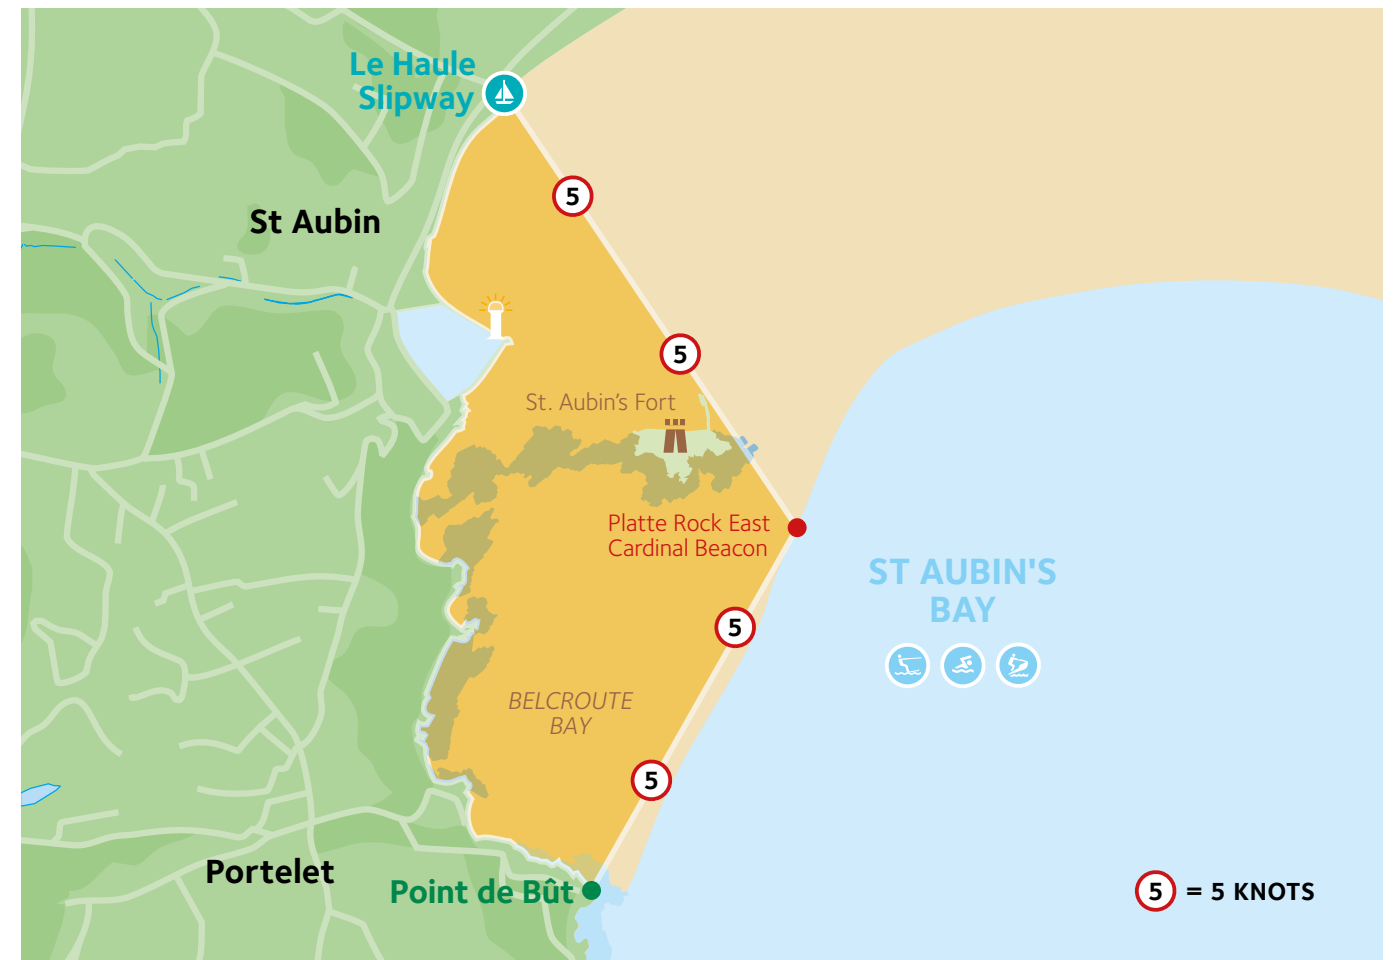 Le Haule
Slipway
5
St Aubin
5
St. Aubin's Fort
Platte Rock East
Cardinal Beacon
ST AUBIN'S
BAY
5
BELCROUTE
BAY
5
Portelet
Point de Bût
5 = 5 KNOTS